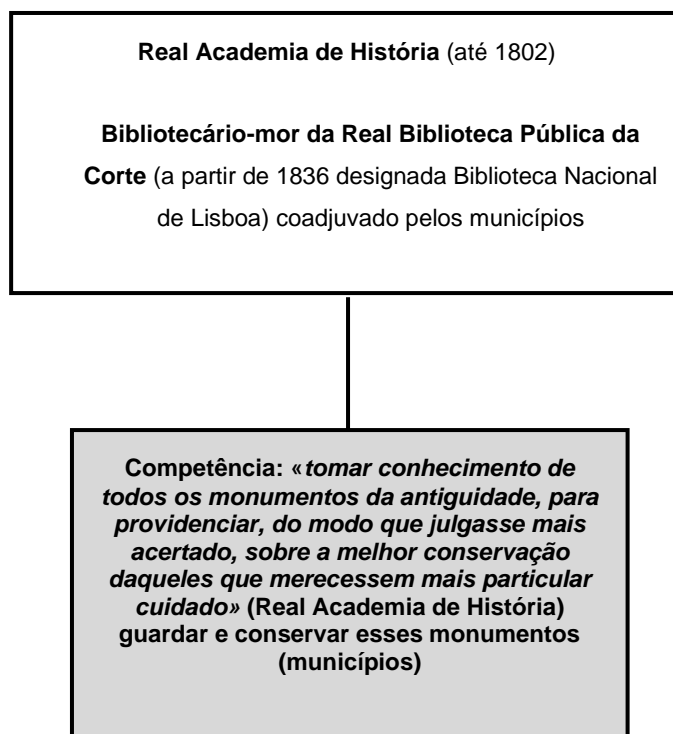 Real Academia de História (até 1802)
Bibliotecário-mor da Real Biblioteca Pública da
Corte (a partir de 1836 designada Biblioteca Nacional
de Lisboa) coadjuvado pelos municípios
Competência: «tomar conhecimento de
todos os monumentos da antiguidade, para
providenciar, do modo que julgasse mais
acertado, sobre a melhor conservação
daqueles que merecessem mais particular
cuidado» (Real Academia de História)
guardar e conservar esses monumentos
(municípios)